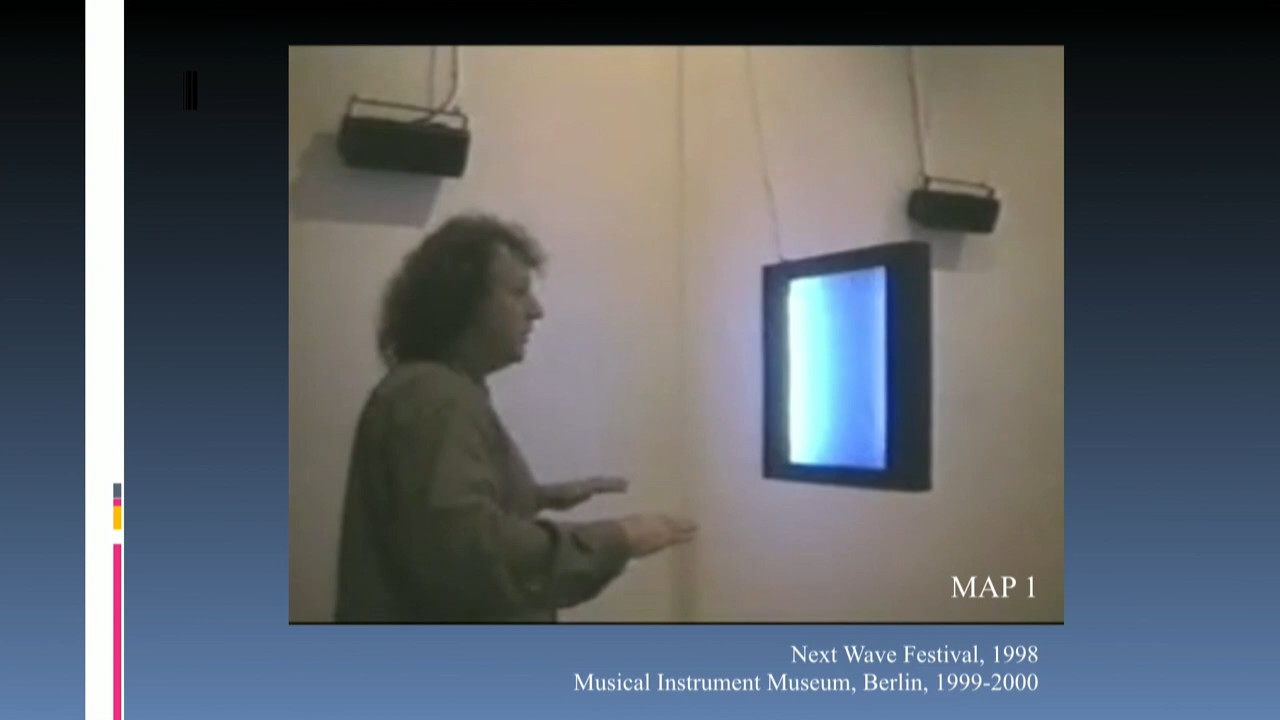 MAP 1
Next Wave Festival, 1998
Musical Instrument Museum, Berlin, 1999-2000